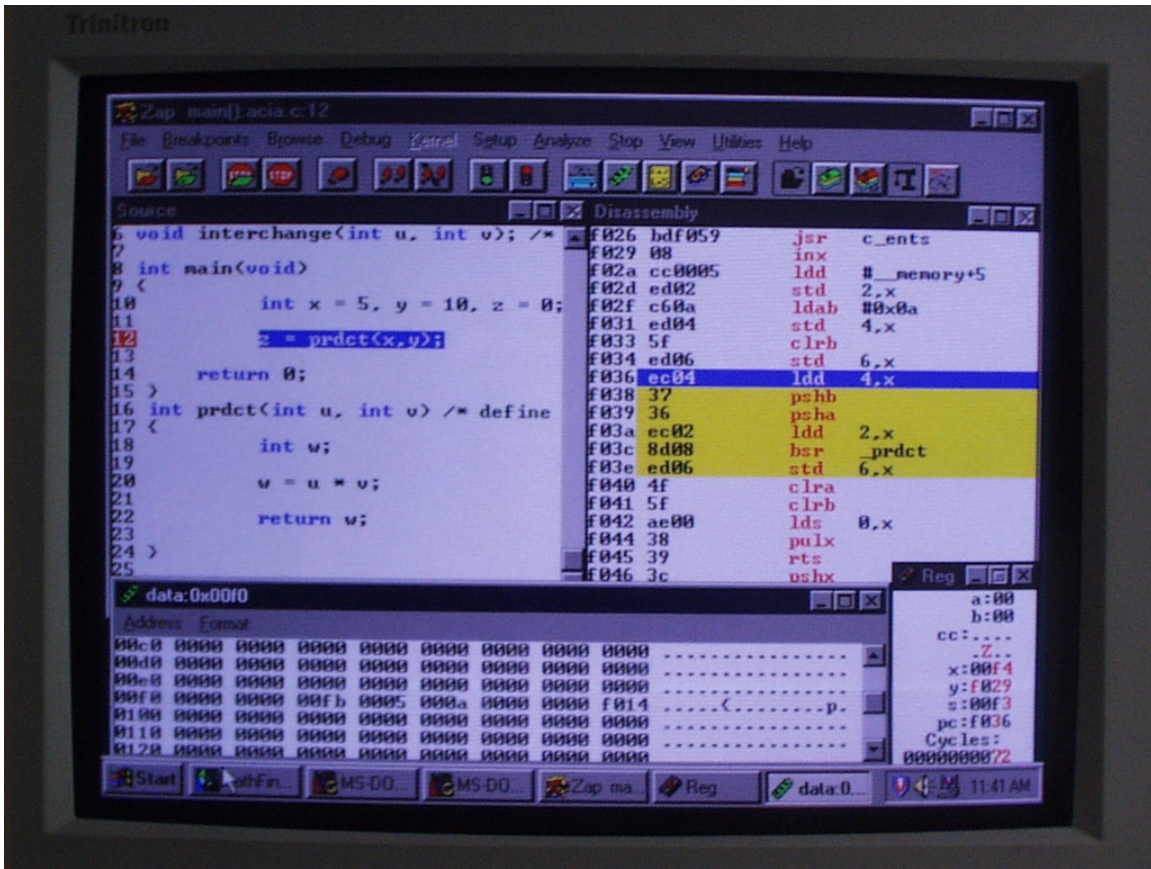 Trinitron
Zap main():acia.c:12
File Breakpoints Browse Debug Kernel Setup Analyze Stop View Utilities Help
STOP
Source
6 void interchange(int u, int v); /*
7
8 int main(void)
9 {
10 int x = 5, y = 10, z = 0;
11
12 z = prdct(x,y);
13
14 return 0;
15 }
16 int prdct(int u, int v) /* define
17 {
18 int w;
19
20 w = u * v;
21
22 return w;
23
24 }
25
Disassembly
f026 bdf059 jsr c_ents
f029 08 inx
f02a cc0005 ldd #__memory+5
f02d ed02 std 2,x
f02f c60a ldab #0x0a
f031 ed04 std 4,x
f033 5f clrb
f034 ed06 std 6,x
f036 ec04 ldd 4,x
f038 37 pshb
f039 36 psha
f03a ec02 ldd 2,x
f03c 8d08 bsr _prdct
f03e ed06 std 6,x
f040 4f clra
f041 5f clrb
f042 ae00 lds 0,x
f044 38 pulx
f045 39 rts
f046 3c pshx
data:0x00f0
Address Format
00c0 0000 0000 0000 0000 0000 0000 0000 0000 ................
00d0 0000 0000 0000 0000 0000 0000 0000 0000 ................
00e0 0000 0000 0000 0000 0000 0000 0000 0000 ................
00f0 0000 0000 00fb 0005 000a 0000 0000 f014 .....{........p.
0100 0000 0000 0000 0000 0000 0000 0000 0000 ................
0110 0000 0000 0000 0000 0000 0000 0000 0000 ................
0120 0000 0000 0000 0000 0000 0000 0000 0000 ................
Reg
a:00
b:00
cc:....
.Z..
x:00f4
y:f029
s:00f3
pc:f036
Cycles:
0000000072
Start
MS-DO...
MS-DO...
Zap ma...
Reg
data:0...
11:41 AM